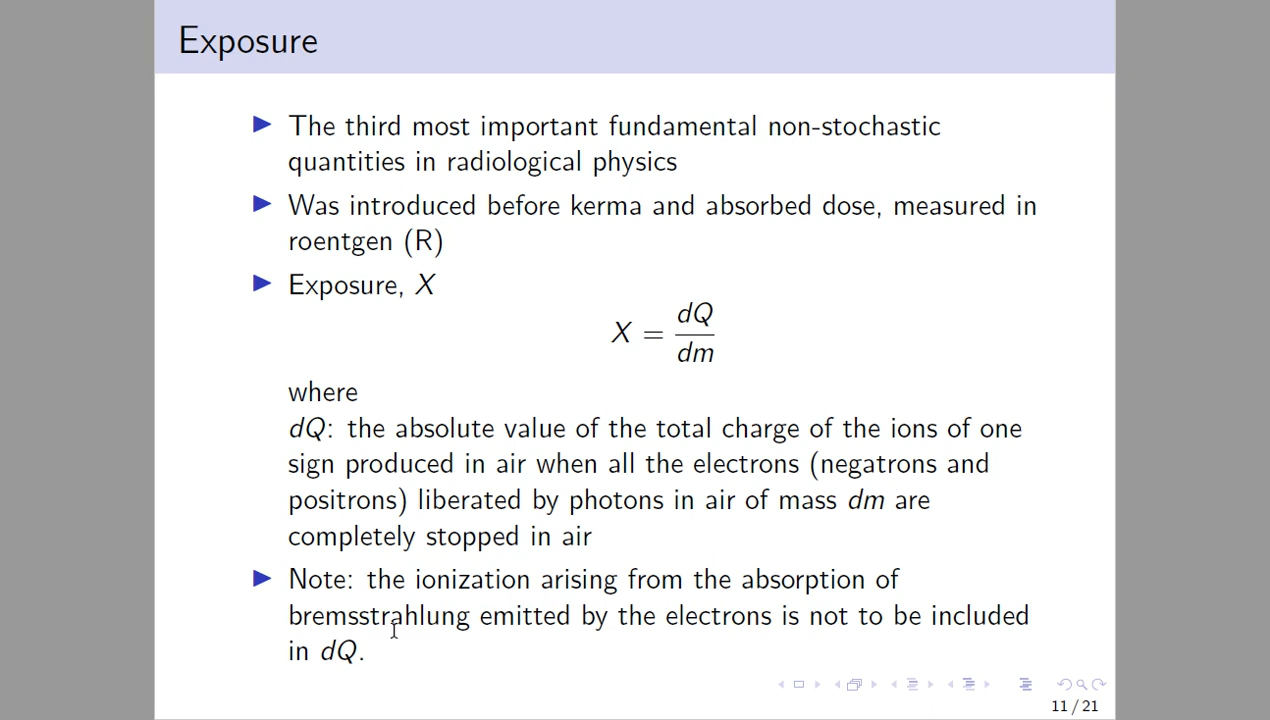 Exposure
The third most important fundamental non-stochastic
quantities in radiological physics
Was introduced before kerma and absorbed dose, measured in
roentgen (R)
Exposure, X
X = dQ/dm
where
dQ: the absolute value of the total charge of the ions of one
sign produced in air when all the electrons (negatrons and
positrons) liberated by photons in air of mass dm are
completely stopped in air
Note: the ionization arising from the absorption of
bremsstrahlung emitted by the electrons is not to be included
in dQ.
11 / 21